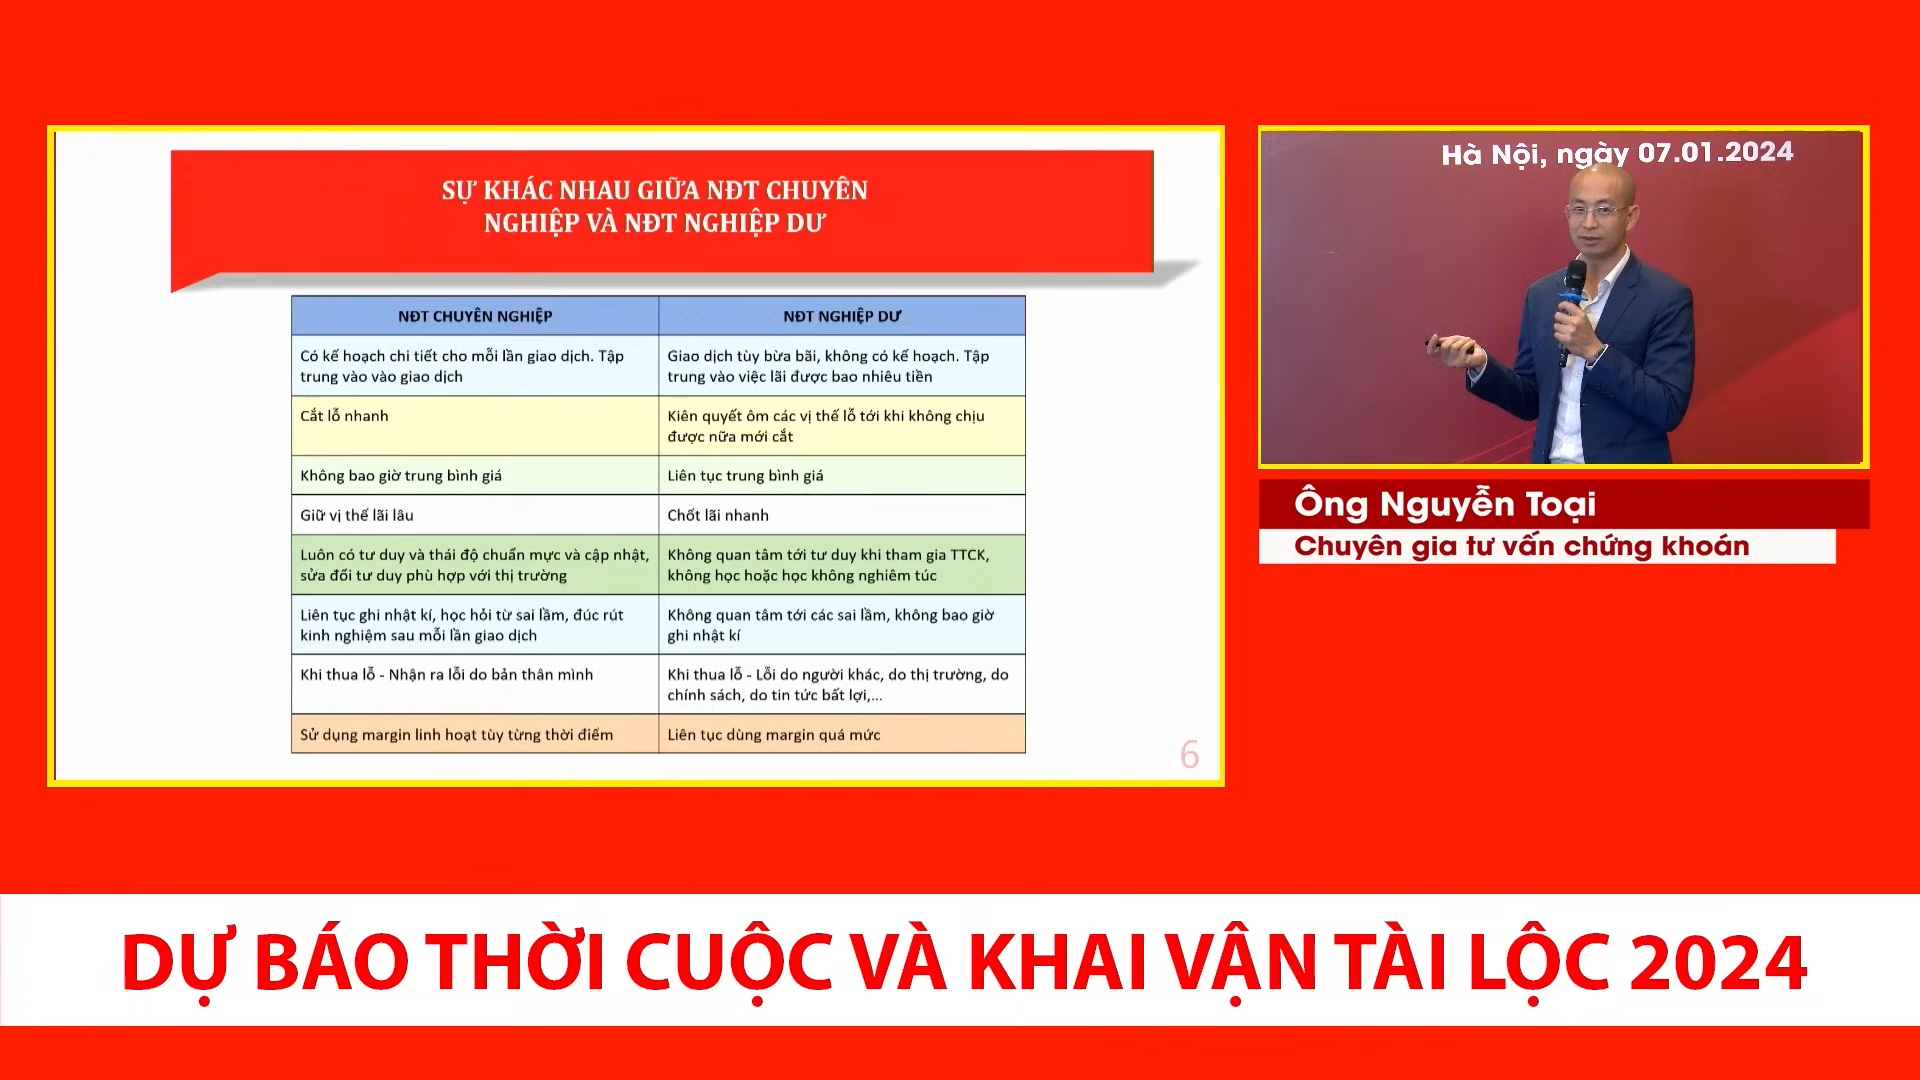 SỰ KHÁC NHAU GIỮA NĐT CHUYÊN
NGHIỆP VÀ NĐT NGHIỆP DƯ
NĐT CHUYÊN NGHIỆP
NĐT NGHIỆP DƯ
Có kế hoạch chi tiết cho mỗi lần giao dịch. Tập
trung vào vào giao dịch
Giao dịch tùy bừa bãi, không có kế hoạch. Tập
trung vào việc lãi được bao nhiêu tiền
Cắt lỗ nhanh
Kiên quyết ôm các vị thế lỗ tới khi không chịu
được nữa mới cắt
Không bao giờ trung bình giá
Liên tục trung bình giá
Giữ vị thế lãi lâu
Chốt lãi nhanh
Luôn có tư duy và thái độ chuẩn mực và cập nhật,
sửa đổi tư duy phù hợp với thị trường
Không quan tâm tới tư duy khi tham gia TTCK,
không học hoặc học không nghiêm túc
Liên tục ghi nhật kí, học hỏi từ sai lầm, đúc rút
kinh nghiệm sau mỗi lần giao dịch
Không quan tâm tới các sai lầm, không bao giờ
ghi nhật kí
Khi thua lỗ - Nhận ra lỗi do bản thân mình
Khi thua lỗ - Lỗi do người khác, do thị trường, do
chính sách, do tin tức bất lợi,...
Sử dụng margin linh hoạt tùy từng thời điểm
Liên tục dùng margin quá mức
6
Hà Nội, ngày 07.01.2024
Ông Nguyễn Toại
Chuyên gia tư vấn chứng khoán
DỰ BÁO THỜI CUỘC VÀ KHAI VẬN TÀI LỘC 2024